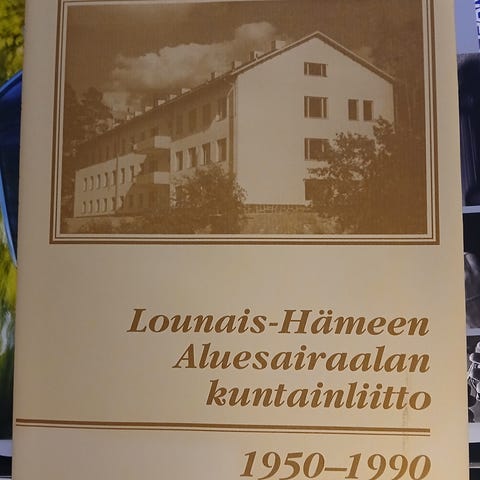 Lounais-Hämeen
Aluesairaalan
kuntainliitto
1950–1990